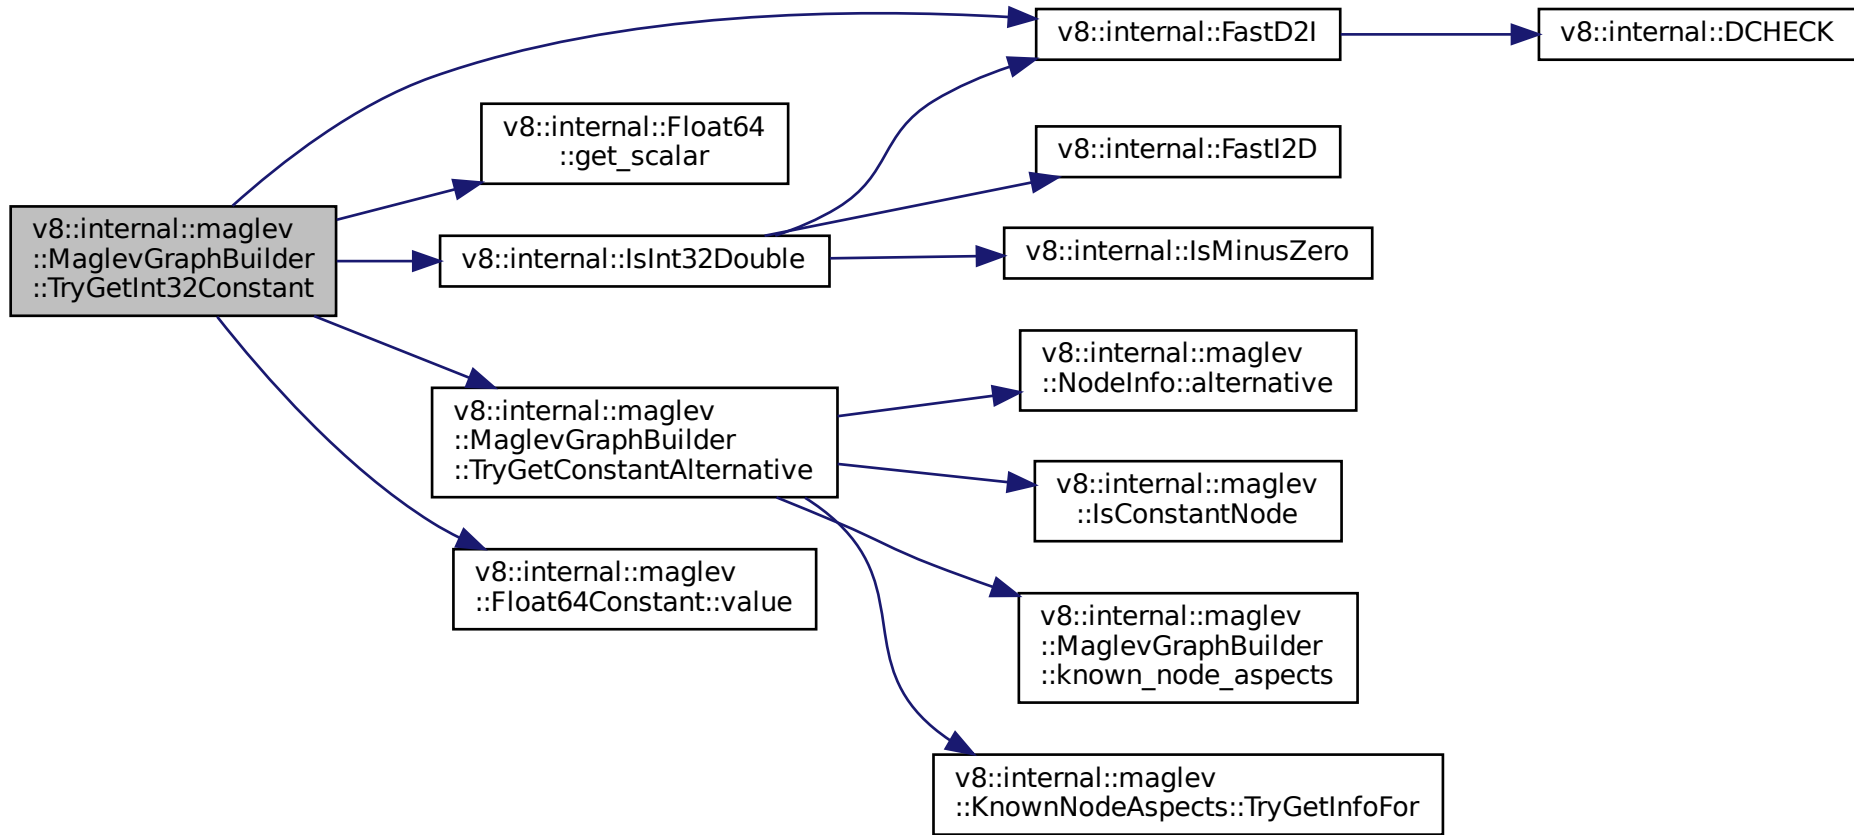 v8::internal::maglev
::MaglevGraphBuilder
::TryGetInt32Constant
v8::internal::FastD2I
v8::internal::DCHECK
v8::internal::Float64
::get_scalar
v8::internal::IsInt32Double
v8::internal::FastI2D
v8::internal::IsMinusZero
v8::internal::maglev
::MaglevGraphBuilder
::TryGetConstantAlternative
v8::internal::maglev
::NodeInfo::alternative
v8::internal::maglev
::IsConstantNode
v8::internal::maglev
::MaglevGraphBuilder
::known_node_aspects
v8::internal::maglev
::KnownNodeAspects::TryGetInfoFor
v8::internal::maglev
::Float64Constant::value